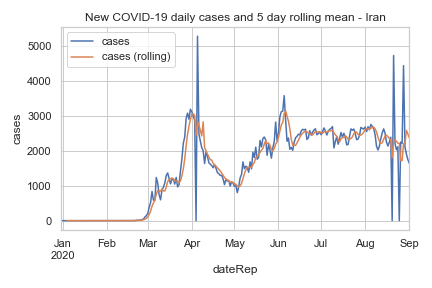 New COVID-19 daily cases and 5 day rolling mean - Iran
cases
cases (rolling)
cases
5000
4000
3000
2000
1000
0
Jan Feb Mar Apr May Jun Jul Aug Sep
2020
dateRep